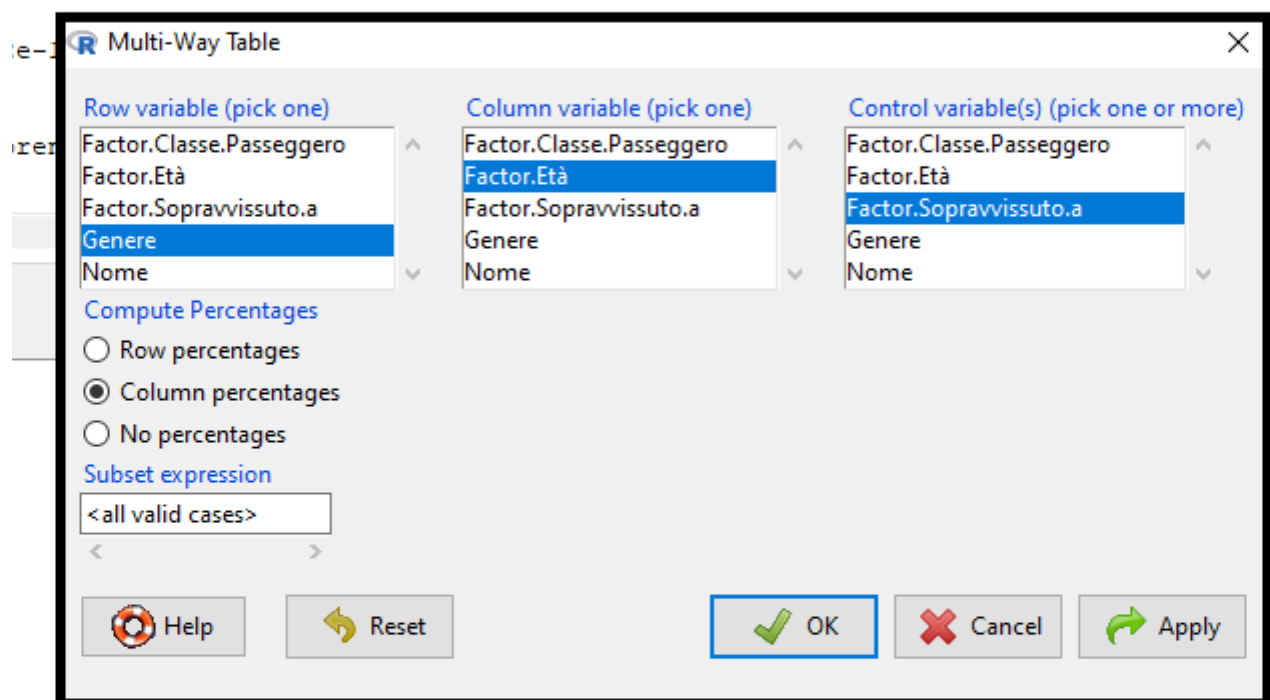 Multi-Way Table
Row variable (pick one)
Factor.Classe.Passeggero
Factor.Età
Factor.Sopravvissuto.a
Genere
Nome
Column variable (pick one)
Factor.Classe.Passeggero
Factor.Età
Factor.Sopravvissuto.a
Genere
Nome
Control variable(s) (pick one or more)
Factor.Classe.Passeggero
Factor.Età
Factor.Sopravvissuto.a
Genere
Nome
Compute Percentages
Row percentages
Column percentages
No percentages
Subset expression
<all valid cases>
Help
Reset
OK
Cancel
Apply